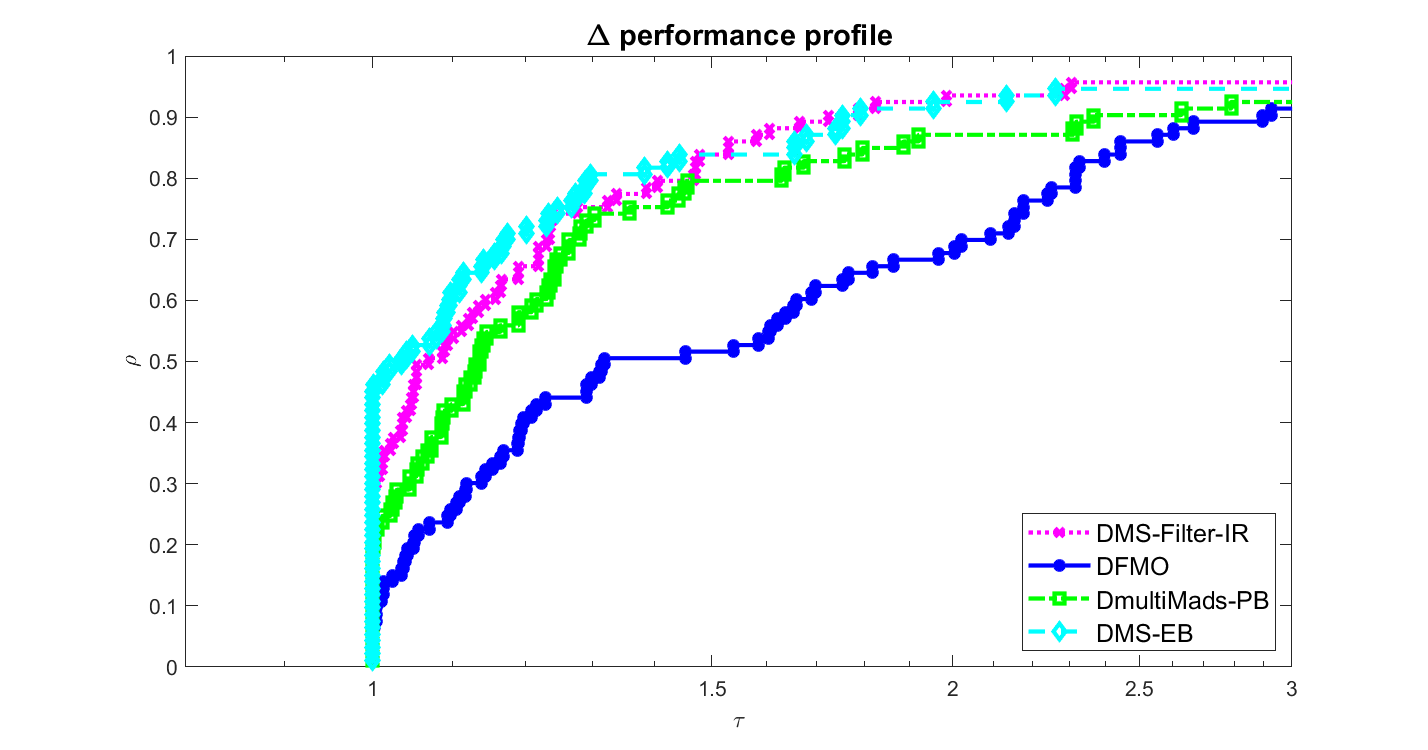 Δ performance profile
1
0.9
0.8
0.7
0.6
0.5
0.4
0.3
0.2
0.1
0
ρ
1
1.5
2
2.5
3
τ
DMS-Filter-IR
DFMO
DmultiMads-PB
DMS-EB